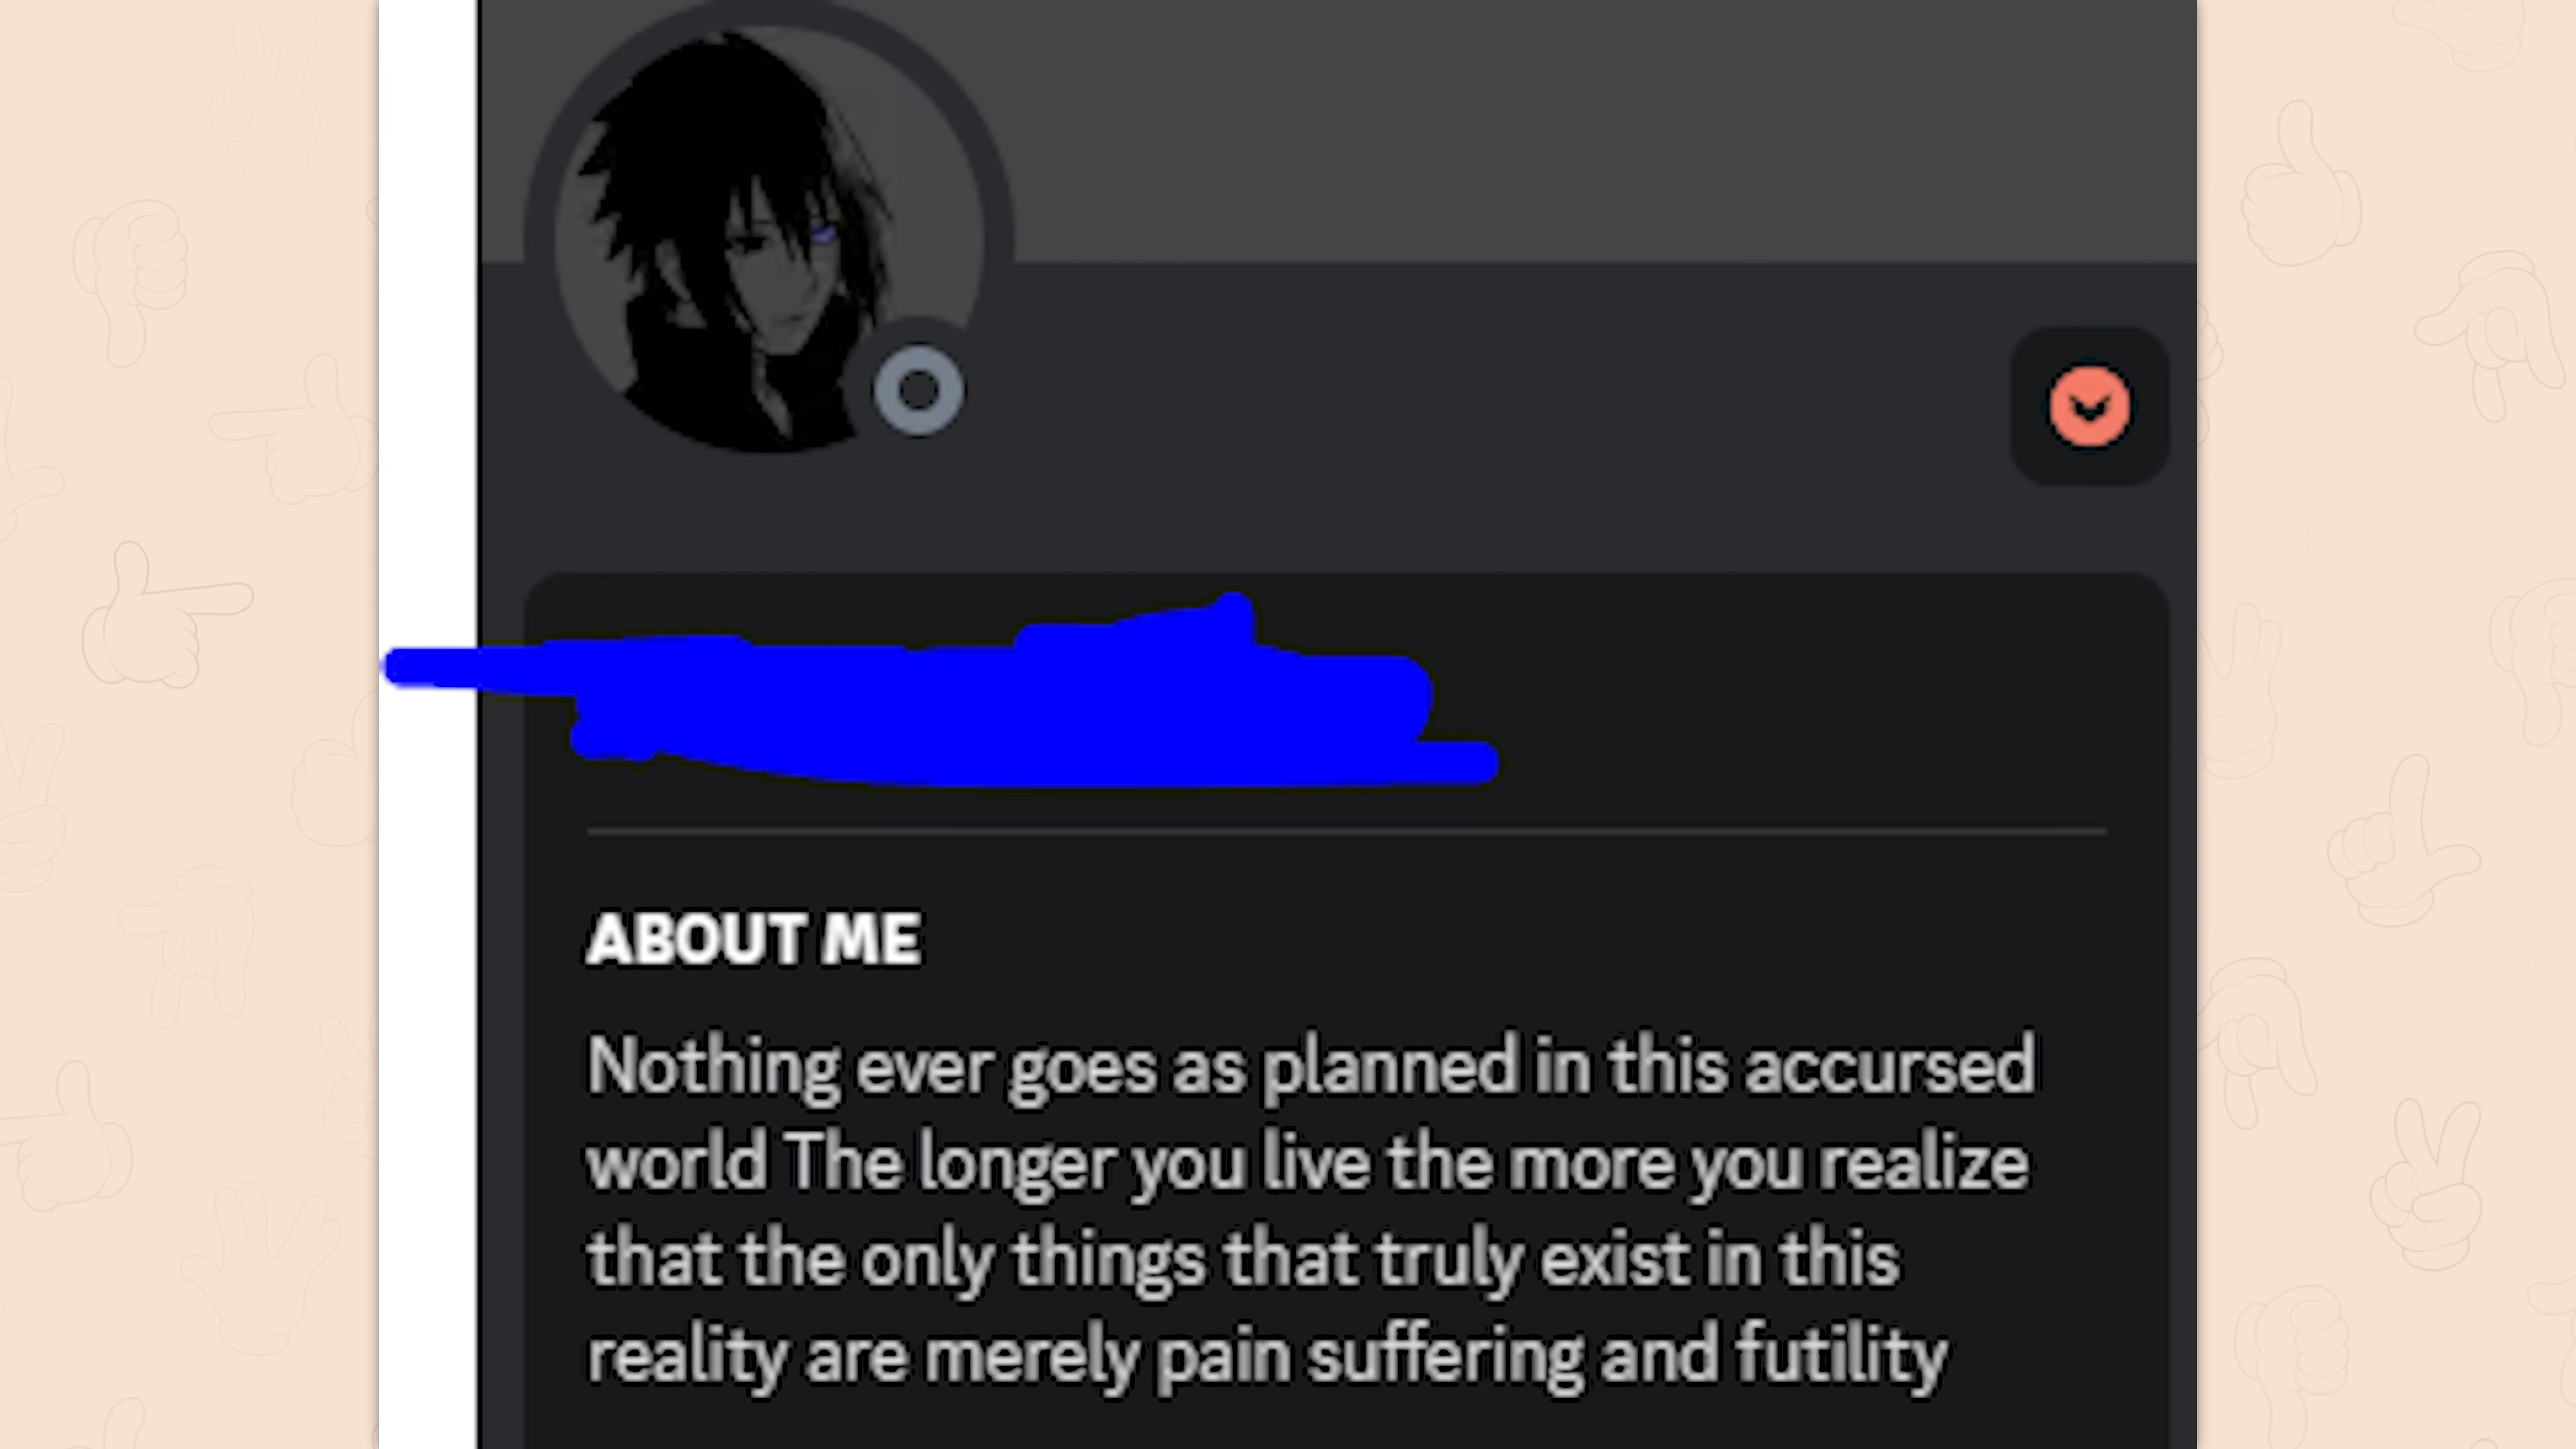 ABOUT ME
Nothing ever goes as planned in this accursed
world The longer you live the more you realize
that the only things that truly exist in this
reality are merely pain suffering and futility